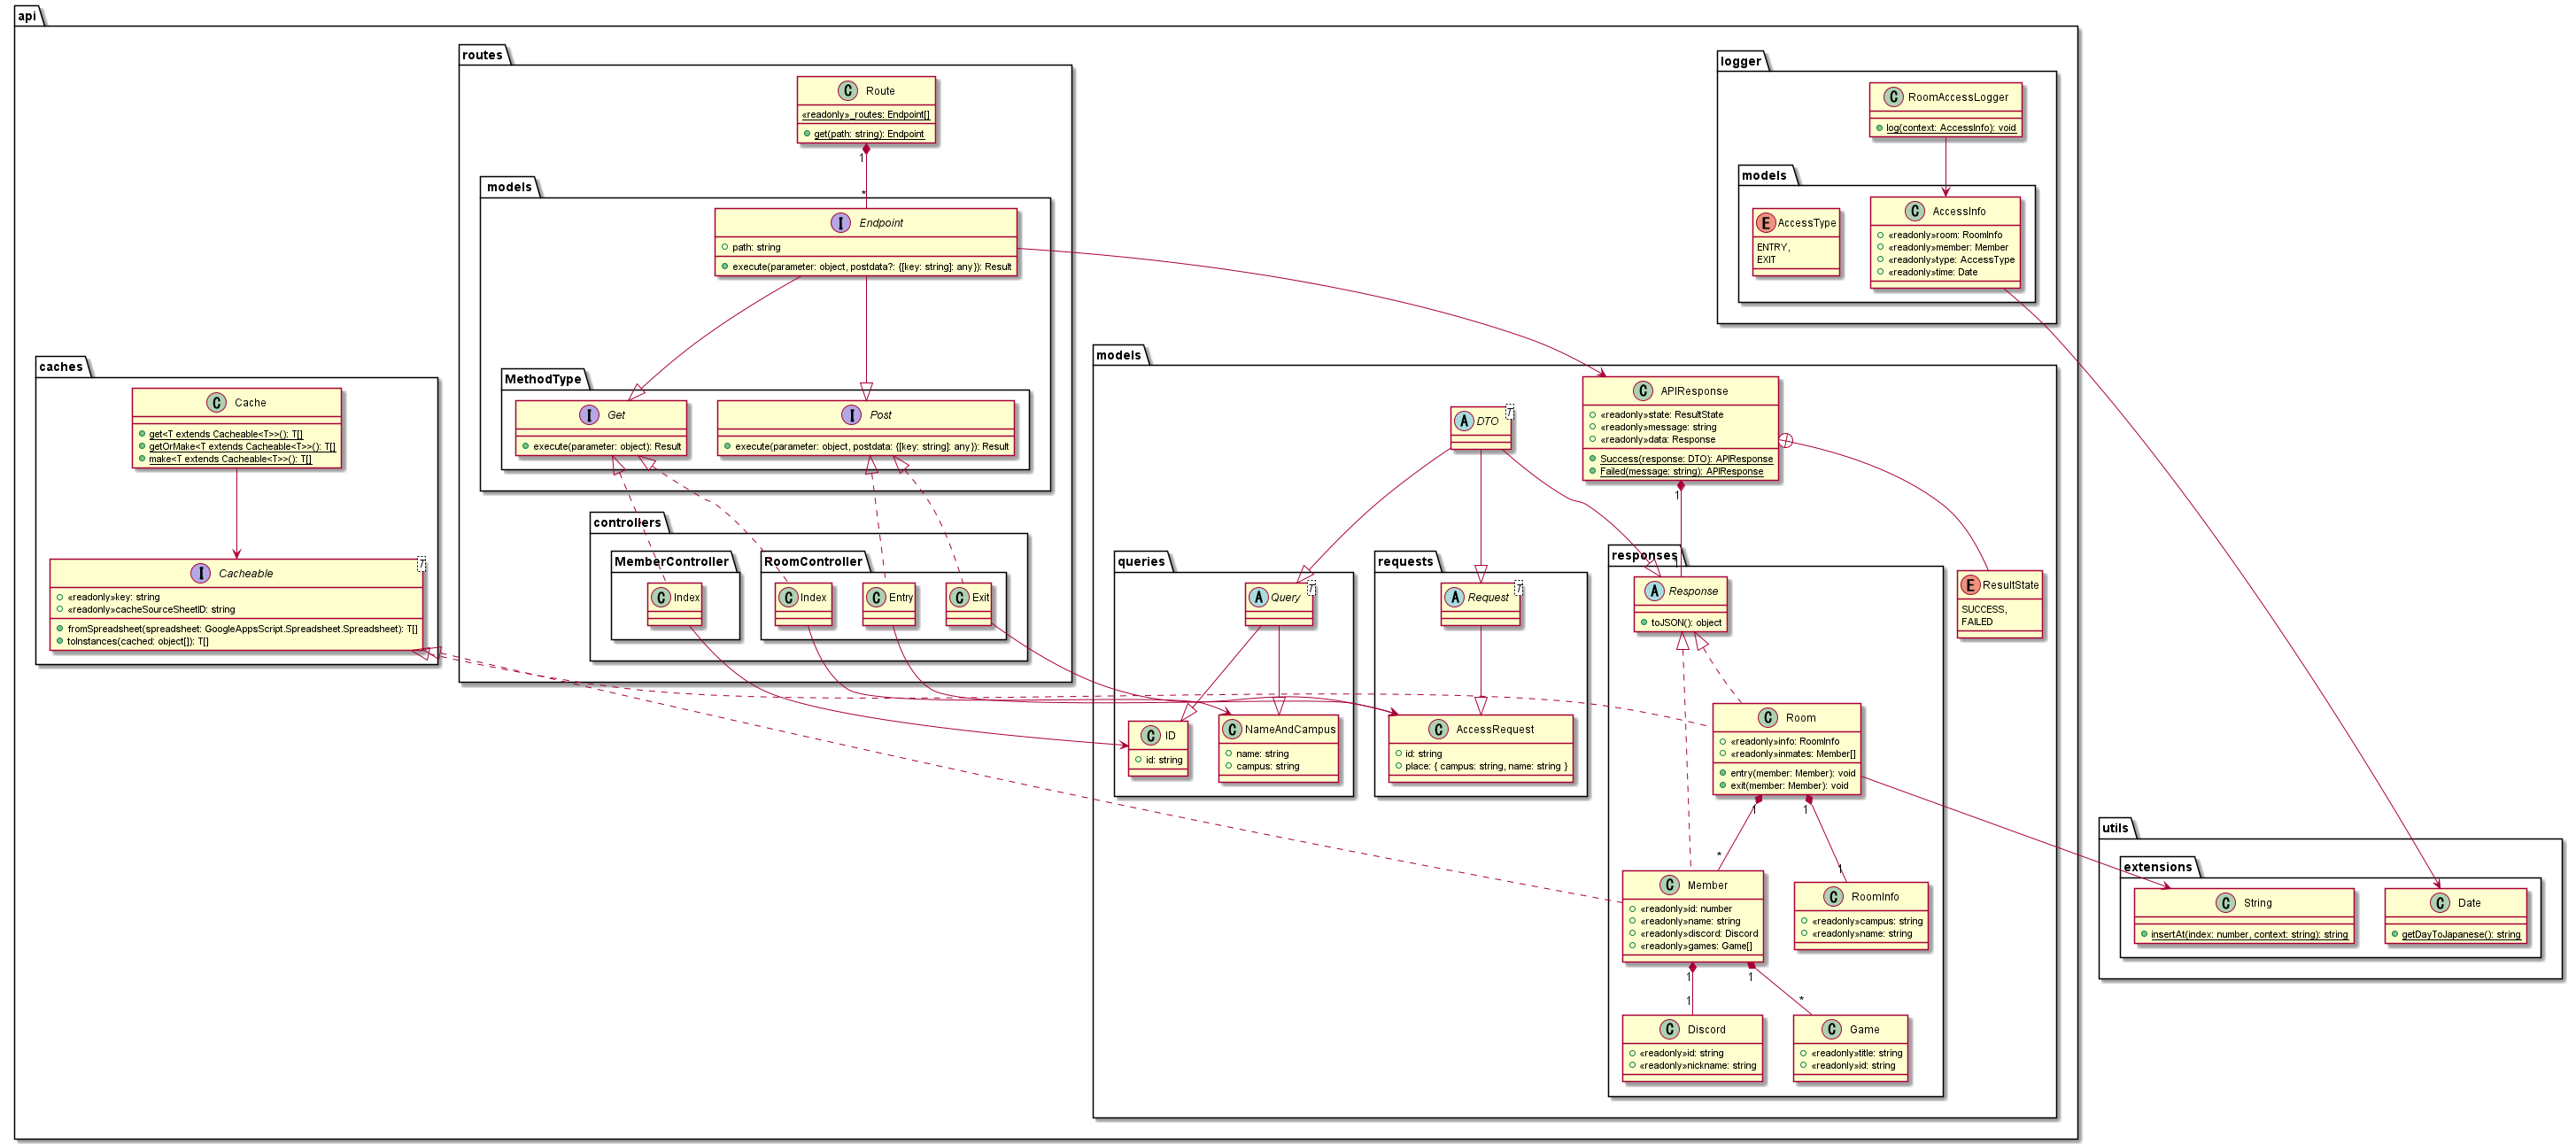 api
routes
Route
«readonly»_routes: Endpoint[]
get(path: string): Endpoint
1
*
models
Endpoint
path: string
execute(parameter: object, postdata?: {[key: string]: any}): Result
MethodType
Get
execute(parameter: object): Result
Post
execute(parameter: object, postdata: {[key: string]: any}): Result
controllers
MemberController
Index
RoomController
Index
Entry
Exit
caches
Cache
get<T extends Cacheable<T>>(): T[]
getOrMake<T extends Cacheable<T>>(): T[]
make<T extends Cacheable<T>>(): T[]
Cacheable
T
«readonly»key: string
«readonly»cacheSourceSheetID: string
fromSpreadsheet(spreadsheet: GoogleAppsScript.Spreadsheet.Spreadsheet): T[]
toInstances(cached: object[]): T[]
logger
RoomAccessLogger
log(context: AccessInfo): void
models
AccessType
ENTRY,
EXIT
AccessInfo
«readonly»room: RoomInfo
«readonly»member: Member
«readonly»type: AccessType
«readonly»time: Date
models
APIResponse
«readonly»state: ResultState
«readonly»message: string
«readonly»data: Response
Success(response: DTO): APIResponse
Failed(message: string): APIResponse
1
1
DTO
T
ResultState
SUCCESS,
FAILED
queries
Query
T
ID
id: string
NameAndCampus
name: string
campus: string
requests
Request
T
AccessRequest
id: string
place: { campus: string, name: string }
responses
Response
toJSON(): object
Room
«readonly»info: RoomInfo
«readonly»inmates: Member[]
entry(member: Member): void
exit(member: Member): void
1
1
*
1
Member
«readonly»id: number
«readonly»name: string
«readonly»discord: Discord
«readonly»games: Game[]
RoomInfo
«readonly»campus: string
«readonly»name: string
1
1
1
*
Discord
«readonly»id: string
«readonly»nickname: string
Game
«readonly»title: string
«readonly»id: string
utils
extensions
String
insertAt(index: number, context: string): string
Date
getDayToJapanese(): string